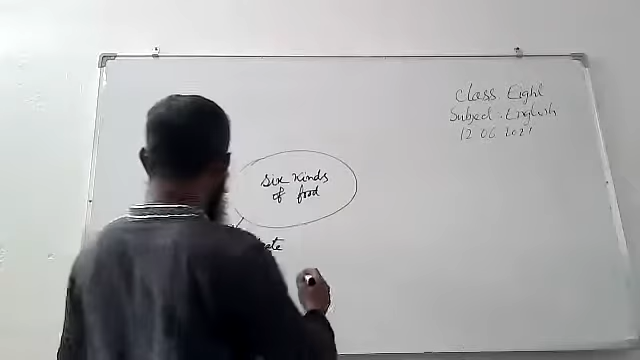 Class Eight
Subject : English
12 06 2021
Six Kinds
of food